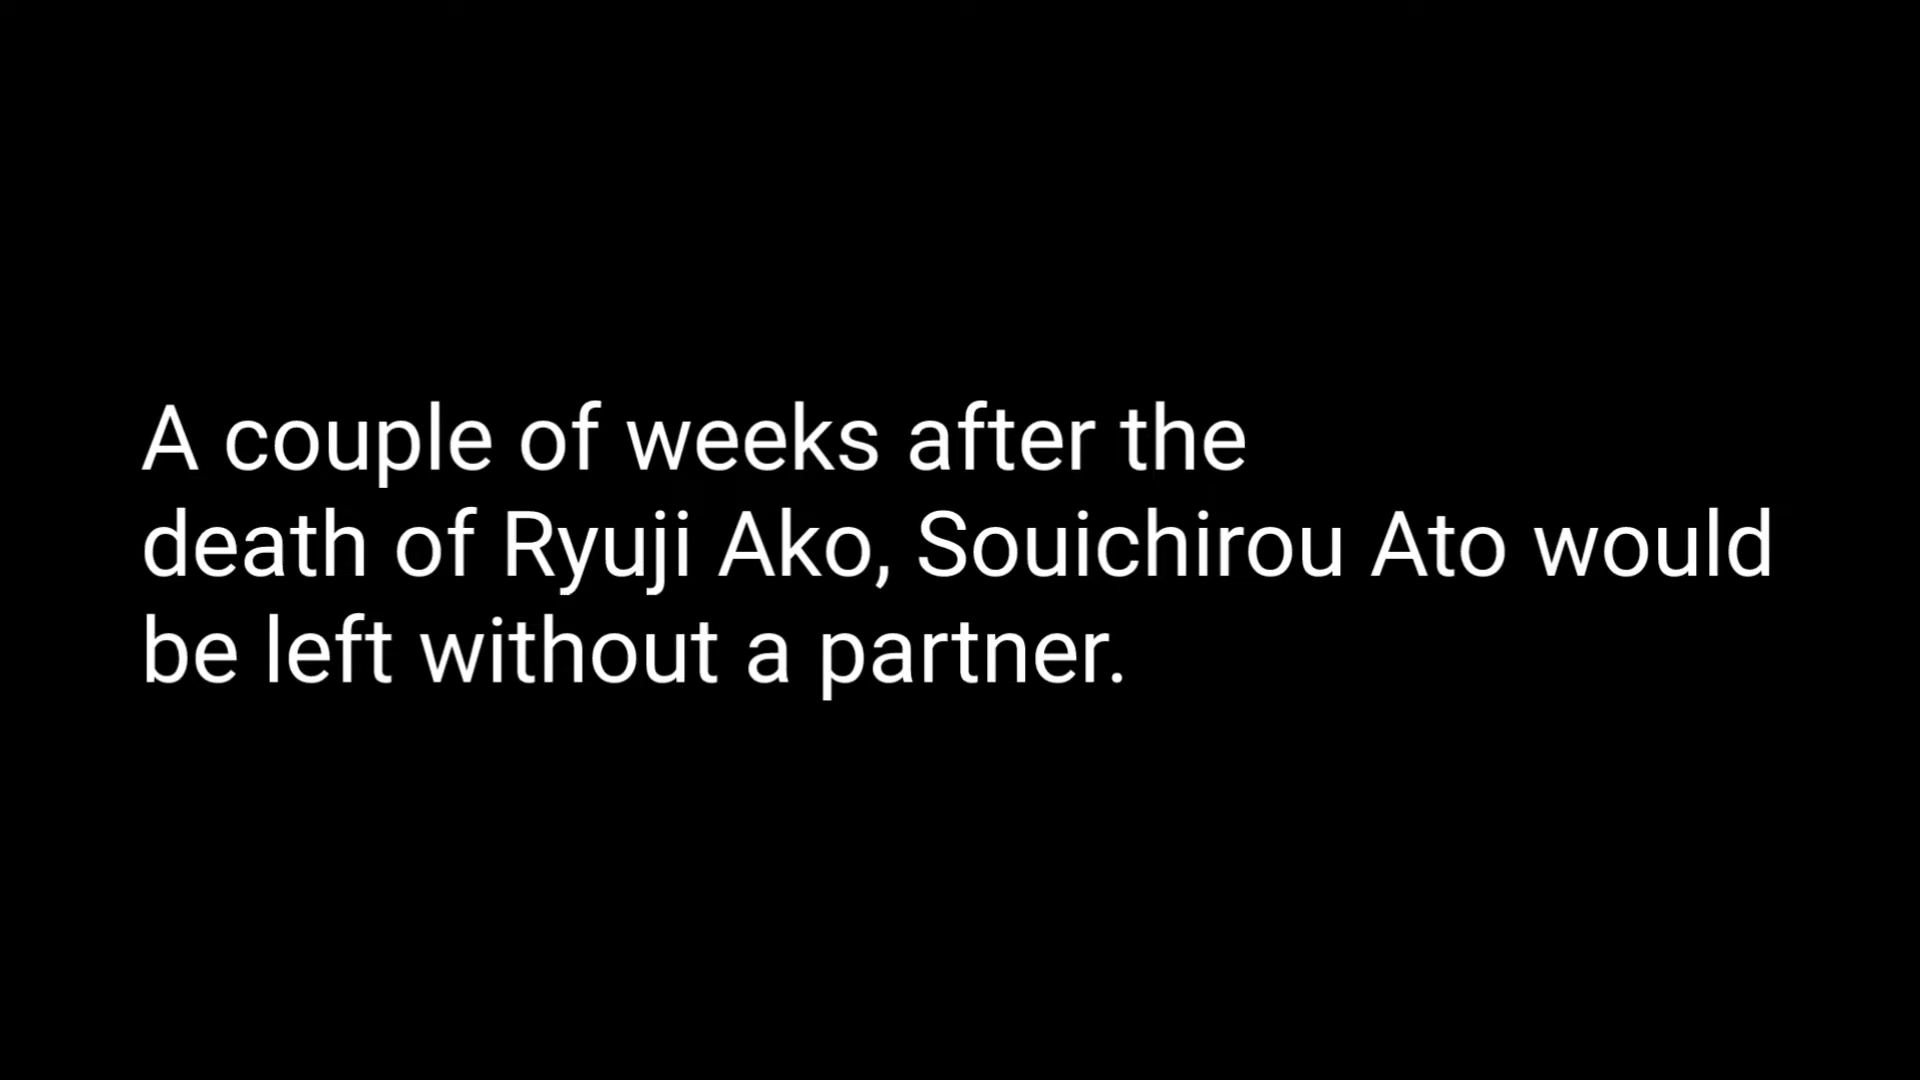 A couple of weeks after the
death of Ryuji Ako, Souichirou Ato would
be left without a partner.